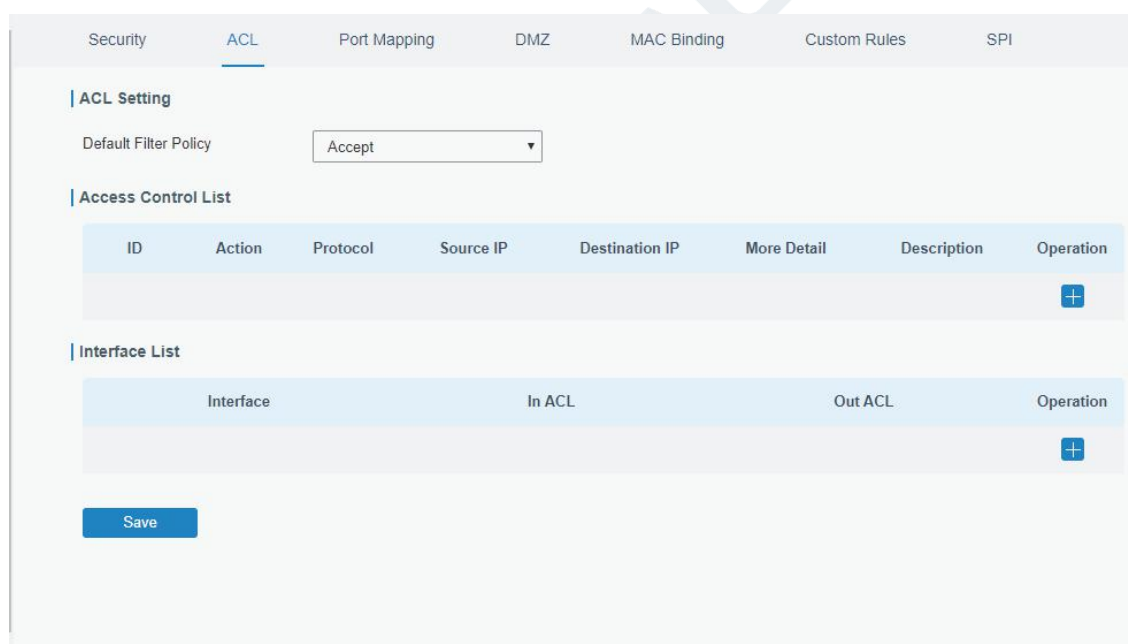 Security ACL Port Mapping DMZ MAC Binding Custom Rules SPI
ACL Setting
Default Filter Policy Accept
Access Control List
ID Action Protocol Source IP Destination IP More Detail Description Operation
Interface List
Interface In ACL Out ACL Operation
Save